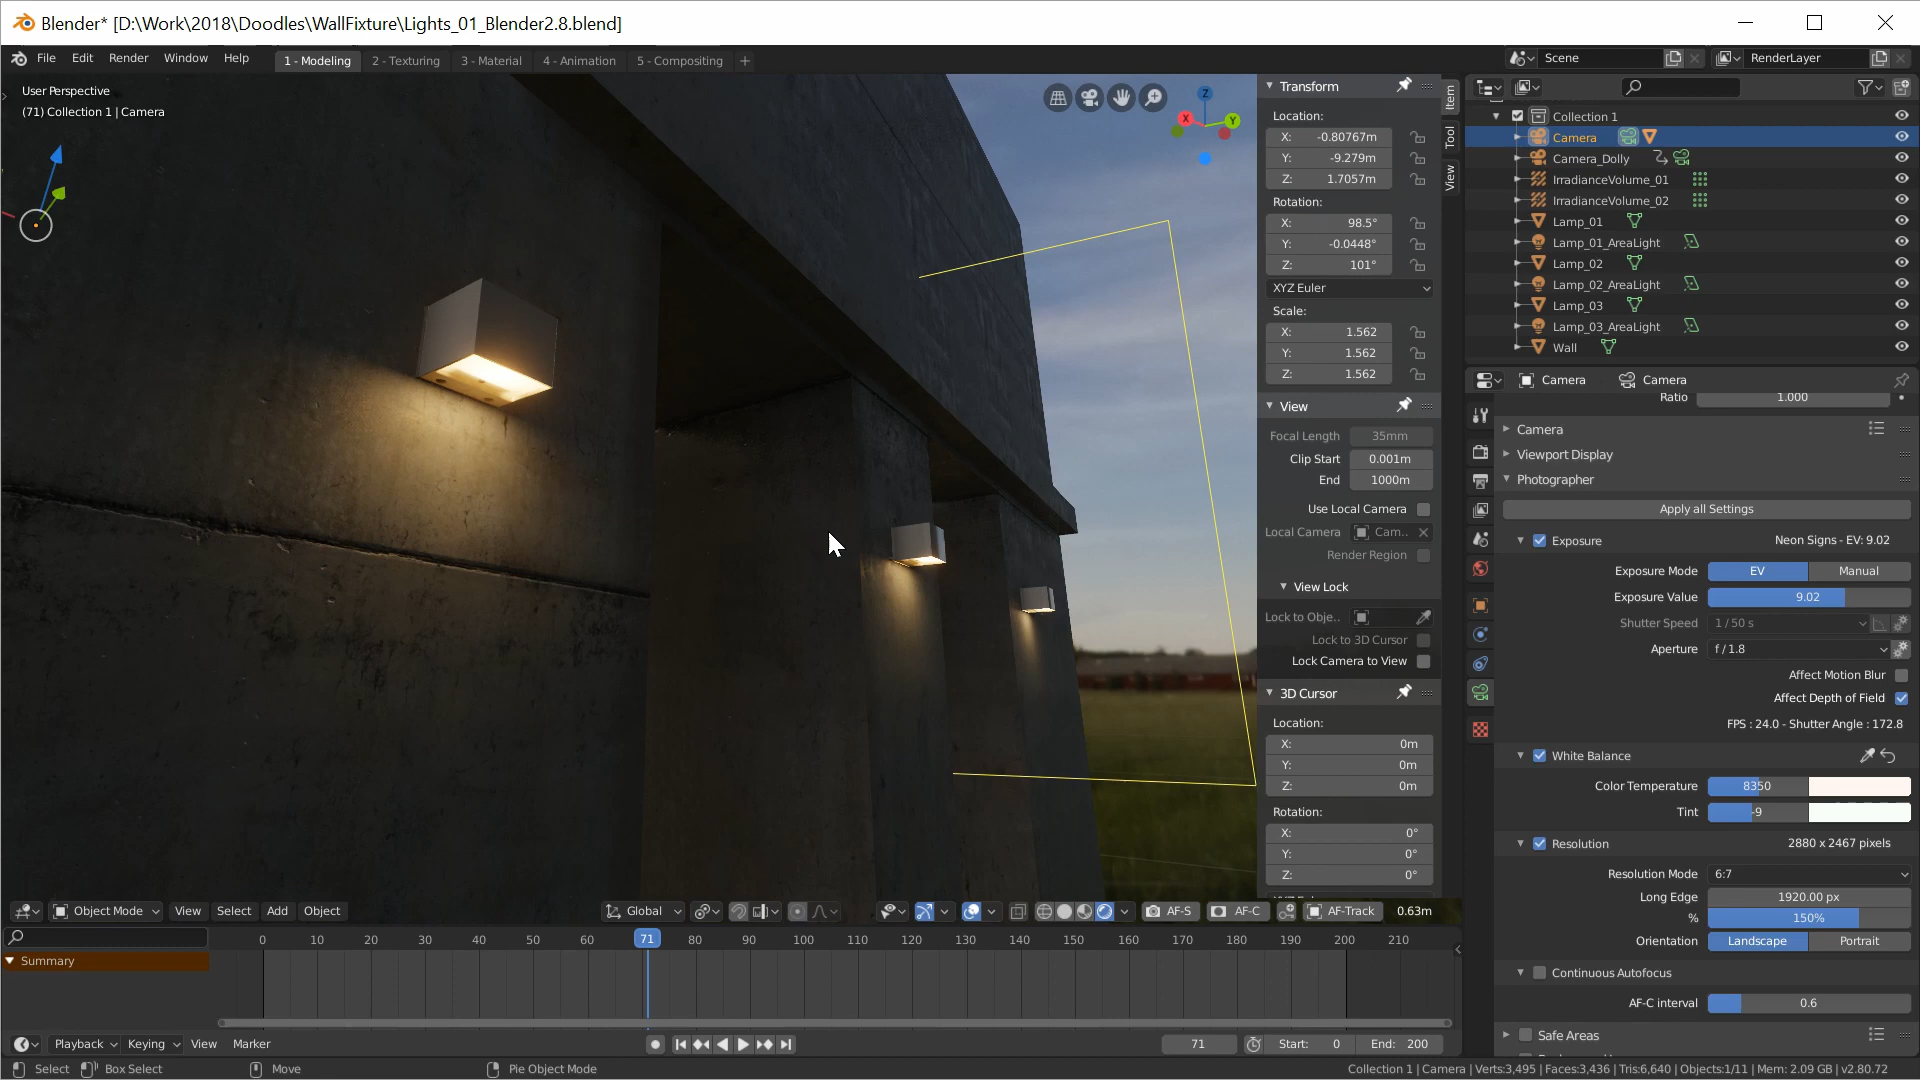 Blender* [D:\Work\2018\Doodles\WallFixture\Lights_01_Blender2.8.blend]
File Edit Render Window Help 1 - Modeling 2 - Texturing 3 - Material 4 - Animation 5 - Compositing + Scene RenderLayer
User Perspective
(71) Collection 1 | Camera
Z
X
Y
Transform
Location:
X: -0.80767m
Y: -9.279m
Z: 1.7057m
Rotation:
X: 98.5°
Y: -0.0448°
Z: 101°
XYZ Euler
Scale:
X: 1.562
Y: 1.562
Z: 1.562
View
Focal Length 35mm
Clip Start 0.001m
End 1000m
Use Local Camera
Local Camera Cam..
Render Region
View Lock
Lock to Obje..
Lock to 3D Cursor
Lock Camera to View
3D Cursor
Location:
X: 0m
Y: 0m
Z: 0m
Rotation:
X: 0°
Y: 0°
Z: 0°
Item
Tool
View
Collection 1
Camera
Camera_Dolly
IrradianceVolume_01
IrradianceVolume_02
Lamp_01
Lamp_01_AreaLight
Lamp_02
Lamp_02_AreaLight
Lamp_03
Lamp_03_AreaLight
Wall
Camera Camera
Ratio 1.000
Camera
Viewport Display
Photographer
Apply all Settings
Exposure Neon Signs - EV: 9.02
Exposure Mode EV Manual
Exposure Value 9.02
Shutter Speed 1 / 50 s
Aperture f / 1.8
Affect Motion Blur
Affect Depth of Field
FPS : 24.0 - Shutter Angle : 172.8
White Balance
Color Temperature 8350
Tint -9
Resolution 2880 x 2467 pixels
Resolution Mode 6:7
Long Edge 1920.00 px
% 150%
Orientation Landscape Portrait
Continuous Autofocus
AF-C interval 0.6
Safe Areas
Object Mode View Select Add Object Global AF-S AF-C AF-Track 0.63m
0 10 20 30 40 50 60 71 80 90 100 110 120 130 140 150 160 170 180 190 200 210
Summary
Playback Keying View Marker 71 Start: 0 End: 200
Select Box Select Move Pie Object Mode Collection 1 | Camera | Verts:3,495 | Faces:3,436 | Tris:6,640 | Objects:1/11 | Mem: 2.09 GB | v2.80.72